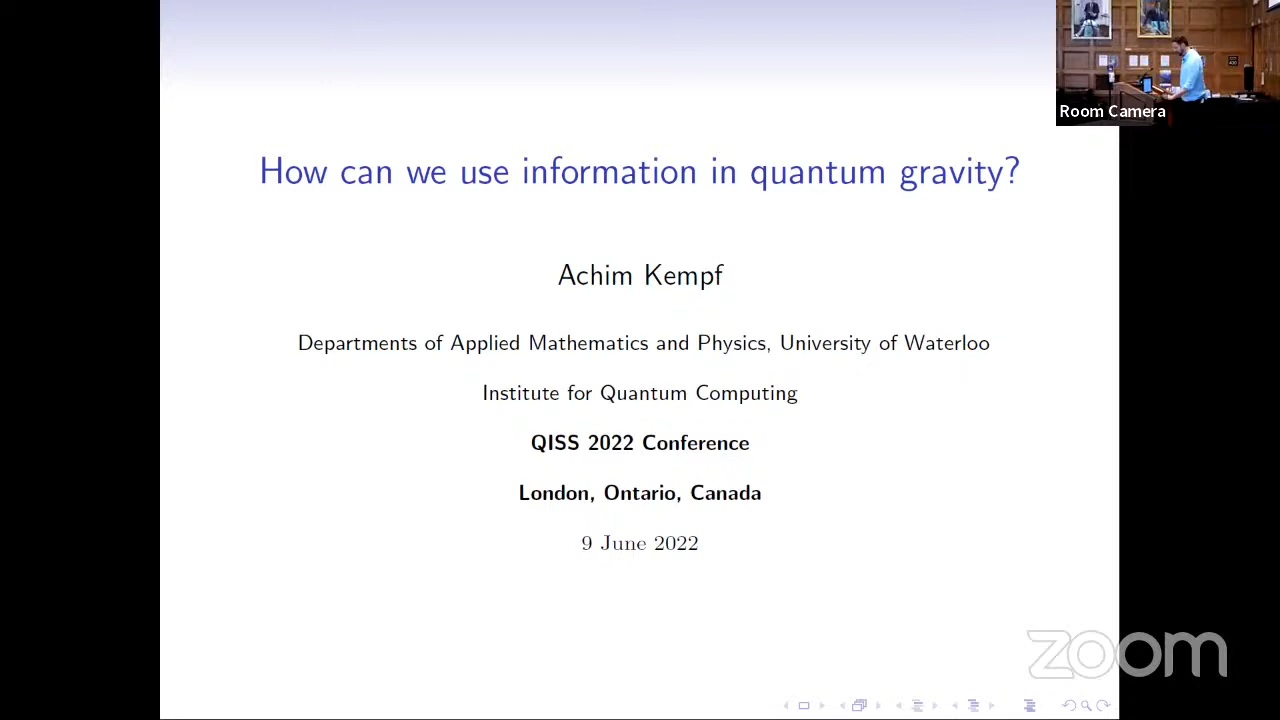 How can we use information in quantum gravity?
Achim Kempf
Departments of Applied Mathematics and Physics, University of Waterloo
Institute for Quantum Computing
QISS 2022 Conference
London, Ontario, Canada
9 June 2022
Room Camera
zoom